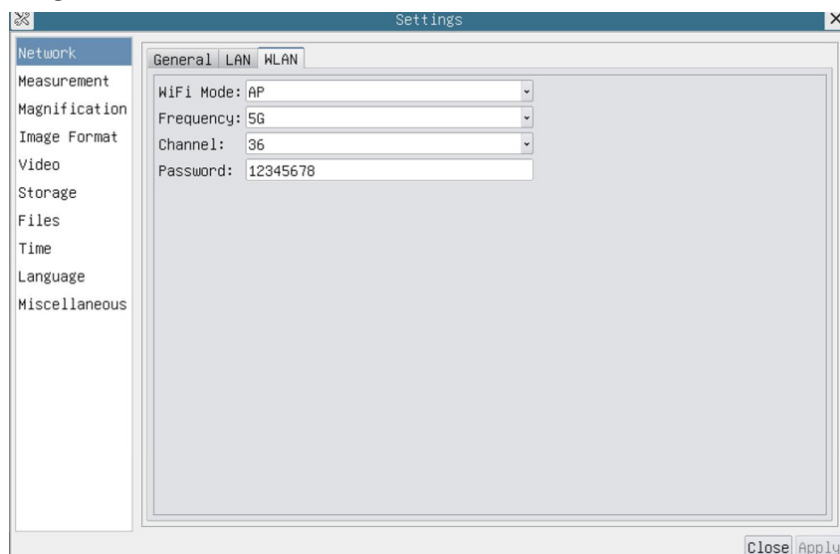 Settings
Network
Measurement
Magnification
Image Format
Video
Storage
Files
Time
Language
Miscellaneous
General LAN WLAN
WiFi Mode: AP
Frequency: 5G
Channel: 36
Password: 12345678
Close Apply